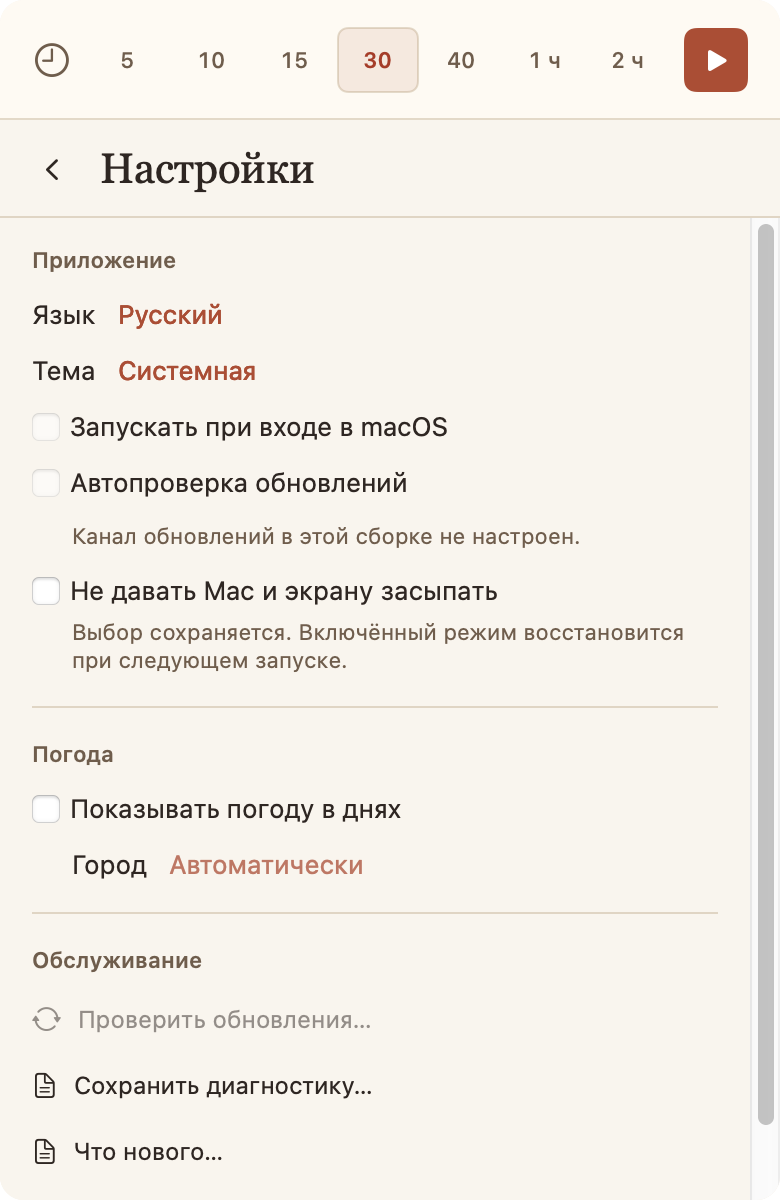 5 10 15 30 40 1 ч 2 ч
Настройки
Приложение
Язык Русский
Тема Системная
Запускать при входе в macOS
Автопроверка обновлений
Канал обновлений в этой сборке не настроен.
Не давать Mac и экрану засыпать
Выбор сохраняется. Включённый режим восстановится
при следующем запуске.
Погода
Показывать погоду в днях
Город Автоматически
Обслуживание
Проверить обновления...
Сохранить диагностику...
Что нового...